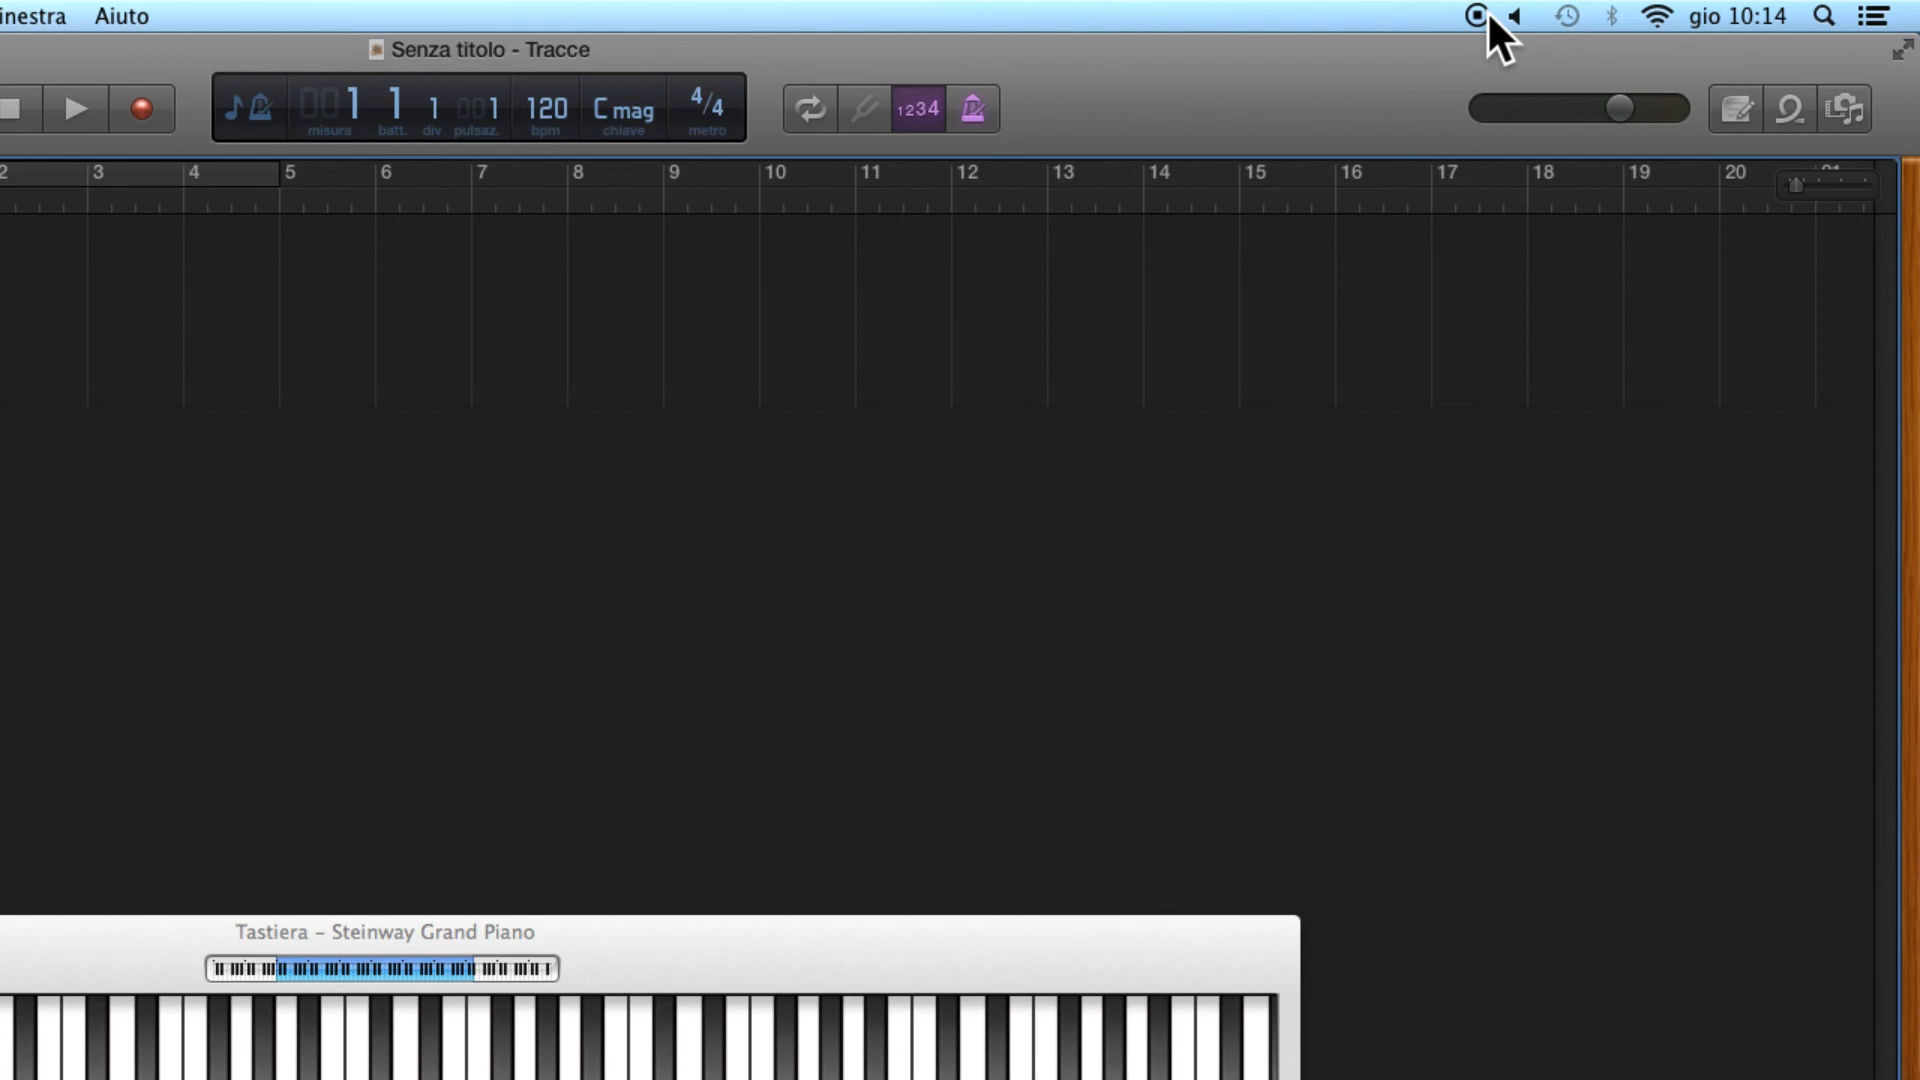 inestra Aiuto gio 10:14
Senza titolo - Tracce
001 1 1 001 120 C mag 4/4 1234
misura batt. div pulsaz. bpm chiave metro
2 3 4 5 6 7 8 9 10 11 12 13 14 15 16 17 18 19 20 21
Tastiera – Steinway Grand Piano